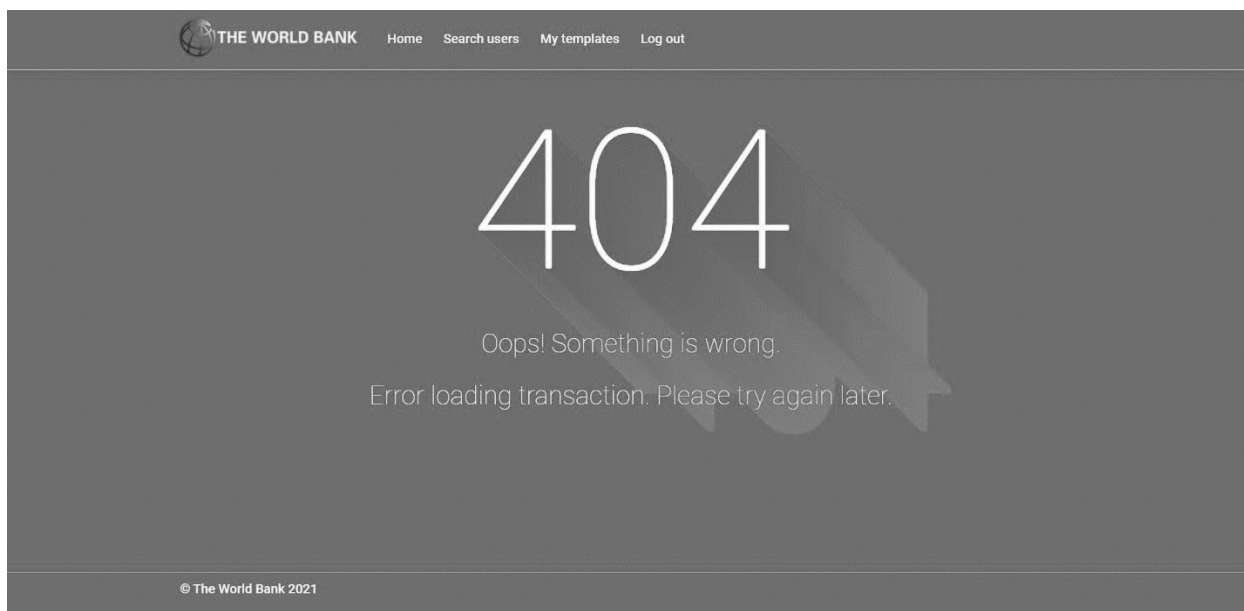 THE WORLD BANK Home Search users My templates Log out
404
Oops! Something is wrong.
Error loading transaction. Please try again later.
© The World Bank 2021